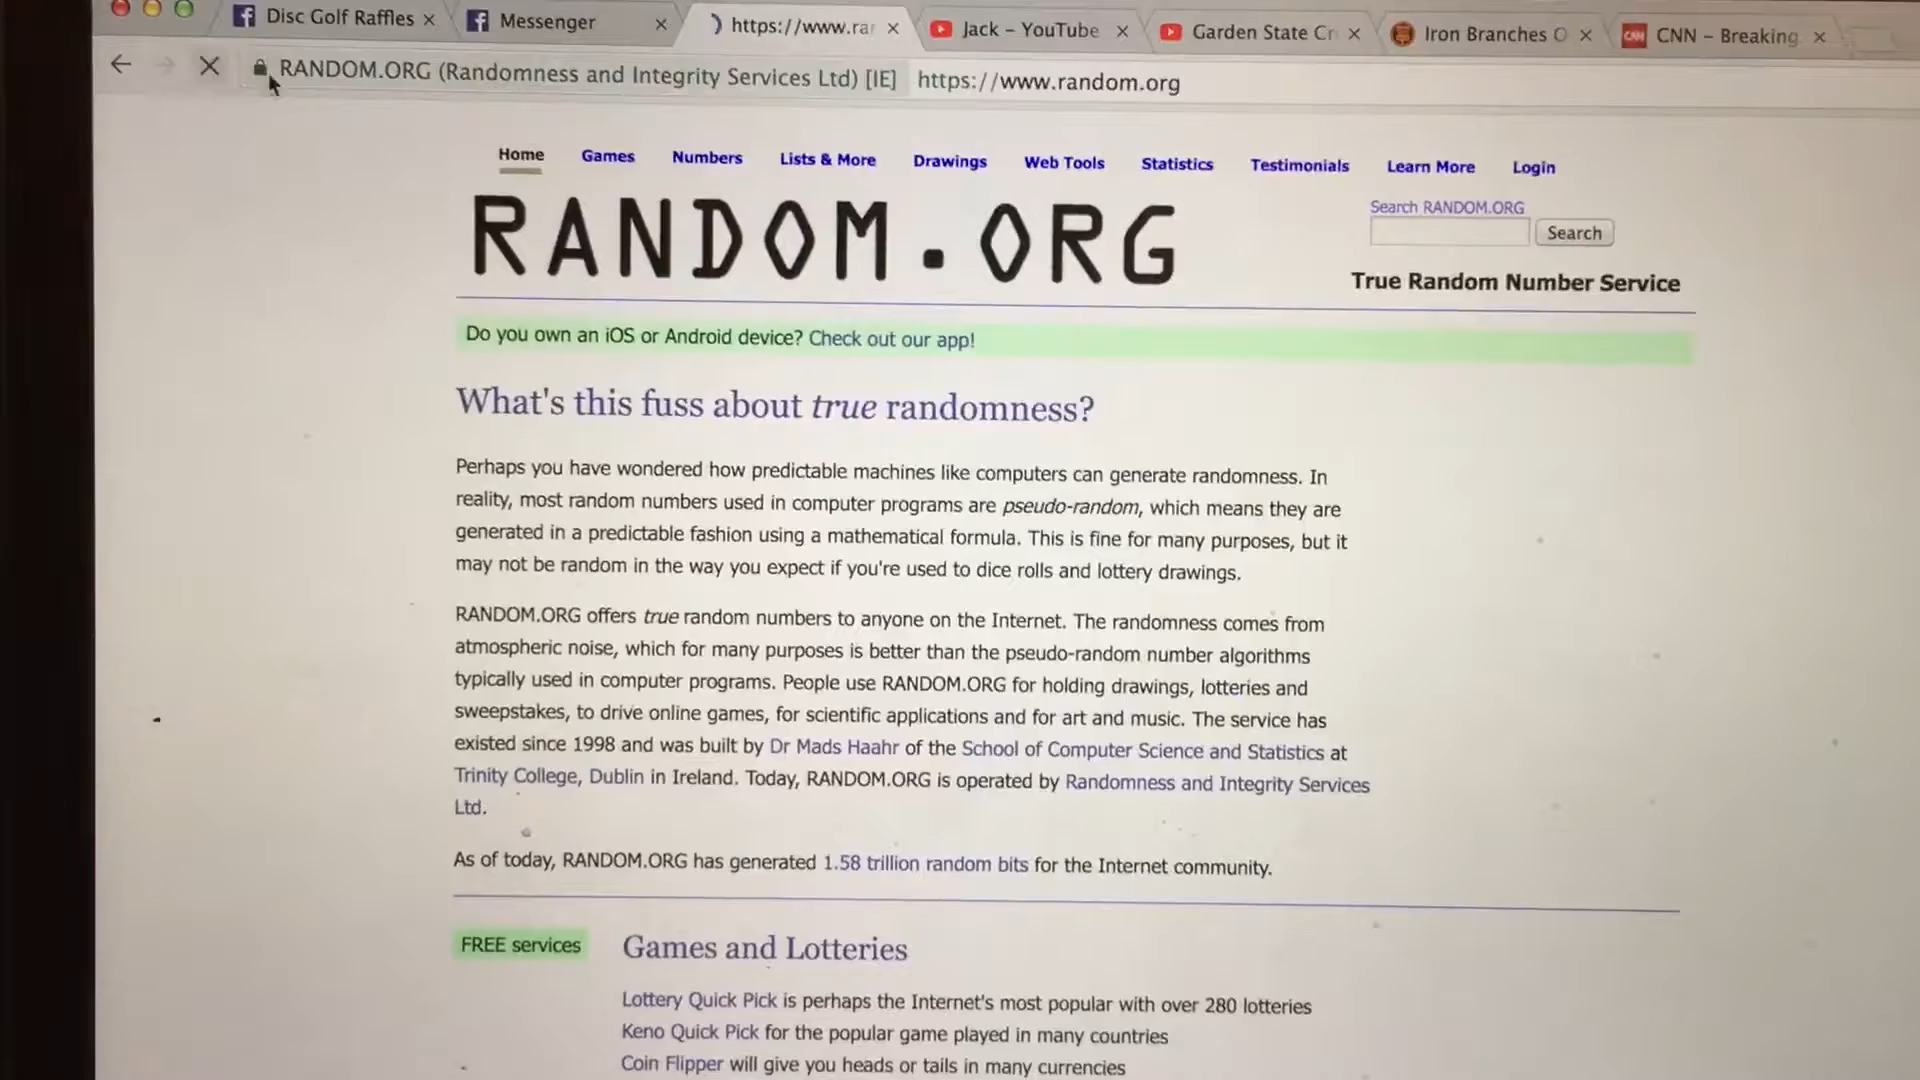 Disc Golf Raffles
Messenger
https://www.rar
Jack – YouTube
Garden State Cr
Iron Branches O
CNN – Breaking
RANDOM.ORG (Randomness and Integrity Services Ltd) [IE] https://www.random.org
Home Games Numbers Lists & More Drawings Web Tools Statistics Testimonials Learn More Login
RANDOM.ORG
Search RANDOM.ORG
Search
True Random Number Service
Do you own an iOS or Android device? Check out our app!
What's this fuss about true randomness?
Perhaps you have wondered how predictable machines like computers can generate randomness. In
reality, most random numbers used in computer programs are pseudo-random, which means they are
generated in a predictable fashion using a mathematical formula. This is fine for many purposes, but it
may not be random in the way you expect if you're used to dice rolls and lottery drawings.
RANDOM.ORG offers true random numbers to anyone on the Internet. The randomness comes from
atmospheric noise, which for many purposes is better than the pseudo-random number algorithms
typically used in computer programs. People use RANDOM.ORG for holding drawings, lotteries and
sweepstakes, to drive online games, for scientific applications and for art and music. The service has
existed since 1998 and was built by Dr Mads Haahr of the School of Computer Science and Statistics at
Trinity College, Dublin in Ireland. Today, RANDOM.ORG is operated by Randomness and Integrity Services
Ltd.
As of today, RANDOM.ORG has generated 1.58 trillion random bits for the Internet community.
FREE services
Games and Lotteries
Lottery Quick Pick is perhaps the Internet's most popular with over 280 lotteries
Keno Quick Pick for the popular game played in many countries
Coin Flipper will give you heads or tails in many currencies